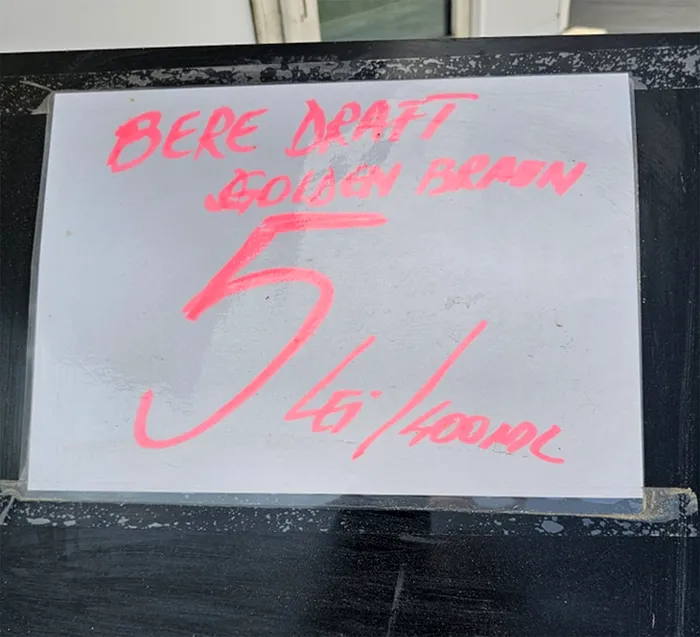 BERE DRAFT
GOLDEN BRAUN
5 Lei/400ML